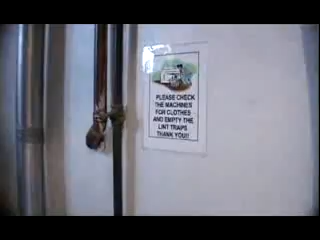 PLEASE CHECK
THE MACHINES
FOR CLOTHES
AND EMPTY THE
LINT TRAPS
THANK YOU!!